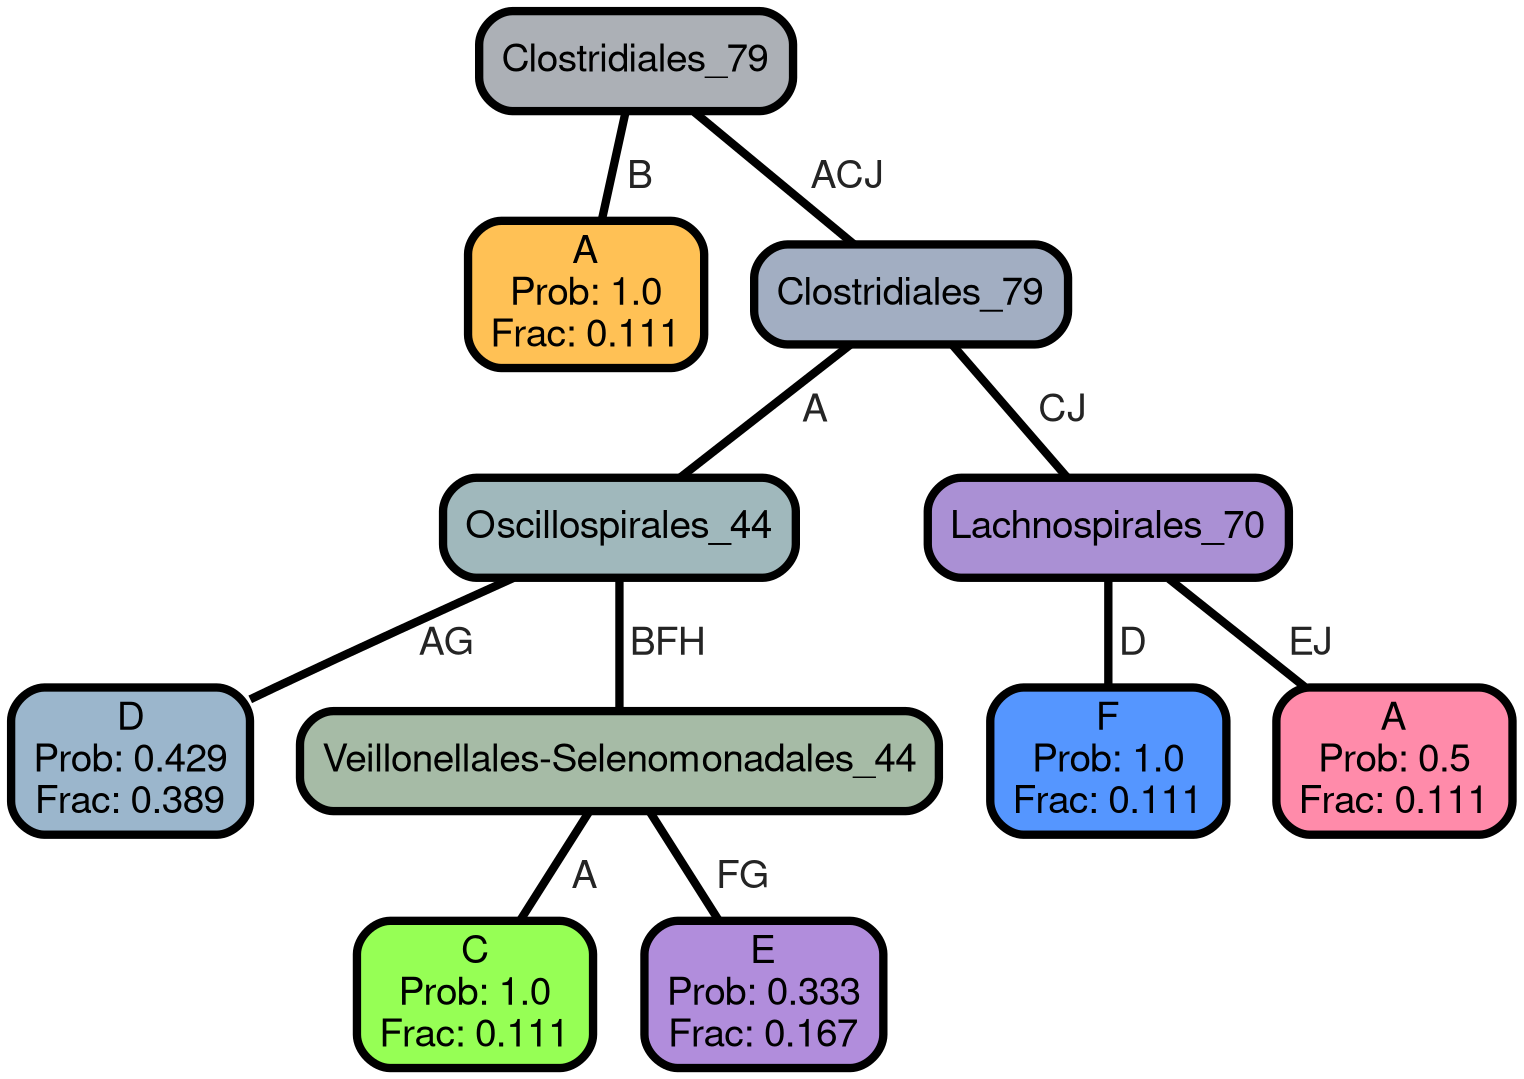 Clostridiales_79
B
ACJ
A
Prob: 1.0
Frac: 0.111
Clostridiales_79
A
CJ
Oscillospirales_44
Lachnospirales_70
AG
BFH
D
EJ
D
Prob: 0.429
Frac: 0.389
Veillonellales-Selenomonadales_44
F
Prob: 1.0
Frac: 0.111
A
Prob: 0.5
Frac: 0.111
A
FG
C
Prob: 1.0
Frac: 0.111
E
Prob: 0.333
Frac: 0.167